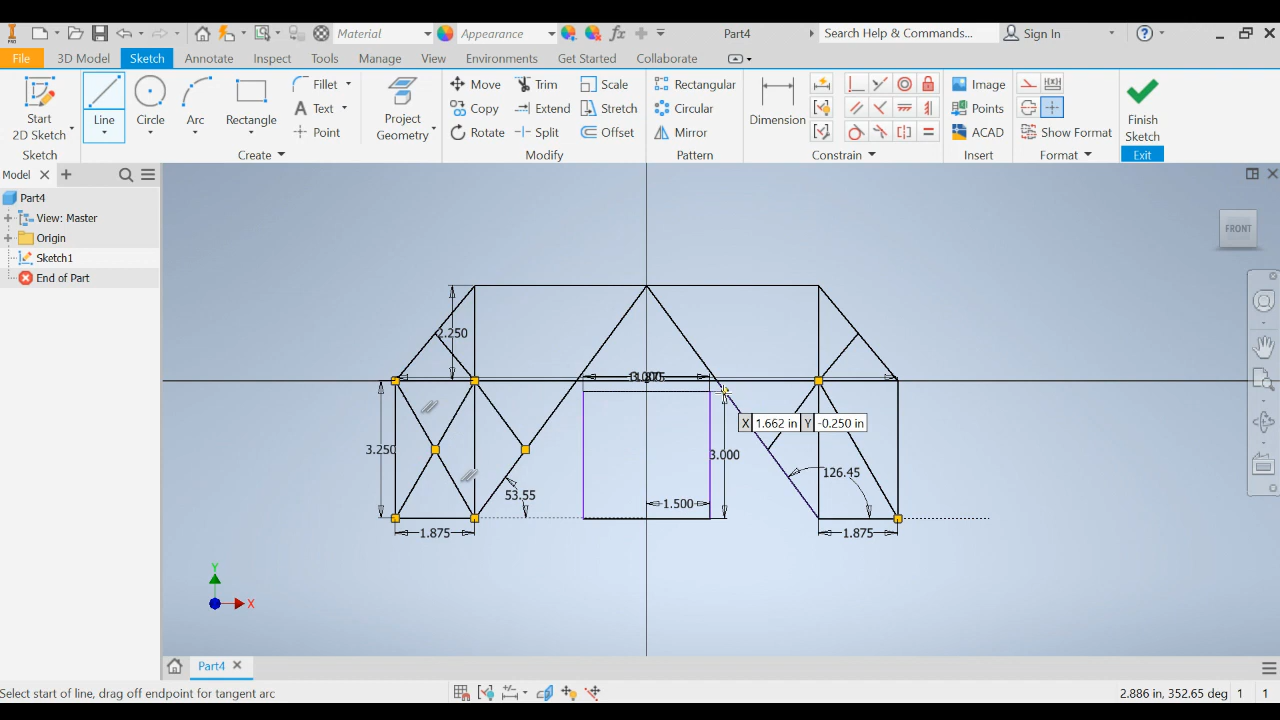 PRO Material Appearance fx Part4 Search Help & Commands... Sign In ?
File 3D Model Sketch Annotate Inspect Tools Manage View Environments Get Started Collaborate
Start 2D Sketch Line Circle Arc Rectangle Fillet Text Point Project Geometry
Move Trim Scale Copy Extend Stretch Rotate Split Offset
Rectangular Circular Mirror Dimension
Image Points ACAD Show Format Finish Sketch
Sketch Create Modify Pattern Constrain Insert Format Exit
Model
Part4
View: Master
Origin
Sketch1
End of Part
FRONT
2.250
3.250
1.875
53.55
X 1.662 in Y -0.250 in
3.000
126.45
1.500
1.875
Y
X
Part4
Select start of line, drag off endpoint for tangent arc 2.886 in, 352.65 deg 1 1